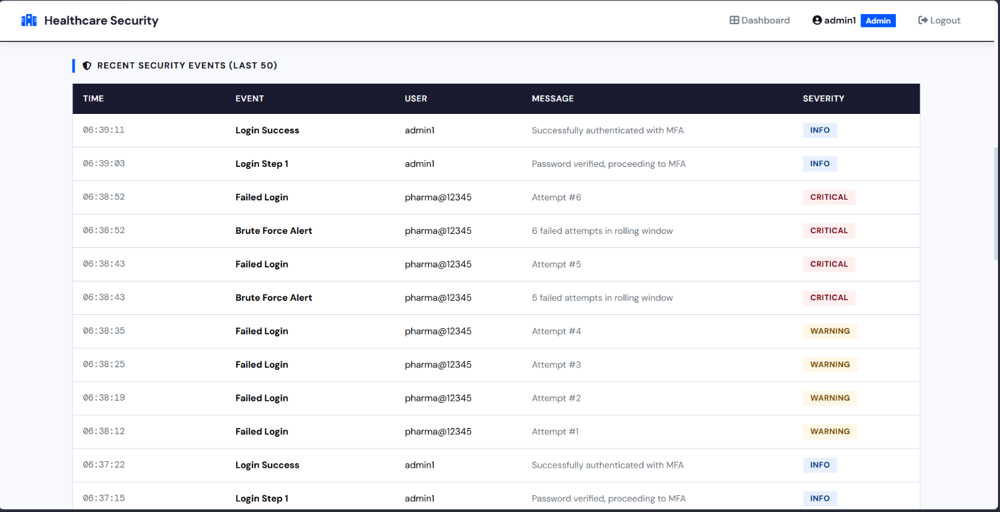 Healthcare Security Dashboard admin1 Admin Logout
RECENT SECURITY EVENTS (LAST 50)
TIME EVENT USER MESSAGE SEVERITY
06:39:11 Login Success admin1 Successfully authenticated with MFA INFO
06:39:03 Login Step 1 admin1 Password verified, proceeding to MFA INFO
06:38:52 Failed Login pharma@12345 Attempt #6 CRITICAL
06:38:52 Brute Force Alert pharma@12345 6 failed attempts in rolling window CRITICAL
06:38:43 Failed Login pharma@12345 Attempt #5 CRITICAL
06:38:43 Brute Force Alert pharma@12345 5 failed attempts in rolling window CRITICAL
06:38:35 Failed Login pharma@12345 Attempt #4 WARNING
06:38:25 Failed Login pharma@12345 Attempt #3 WARNING
06:38:19 Failed Login pharma@12345 Attempt #2 WARNING
06:38:12 Failed Login pharma@12345 Attempt #1 WARNING
06:37:22 Login Success admin1 Successfully authenticated with MFA INFO
06:37:15 Login Step 1 admin1 Password verified, proceeding to MFA INFO